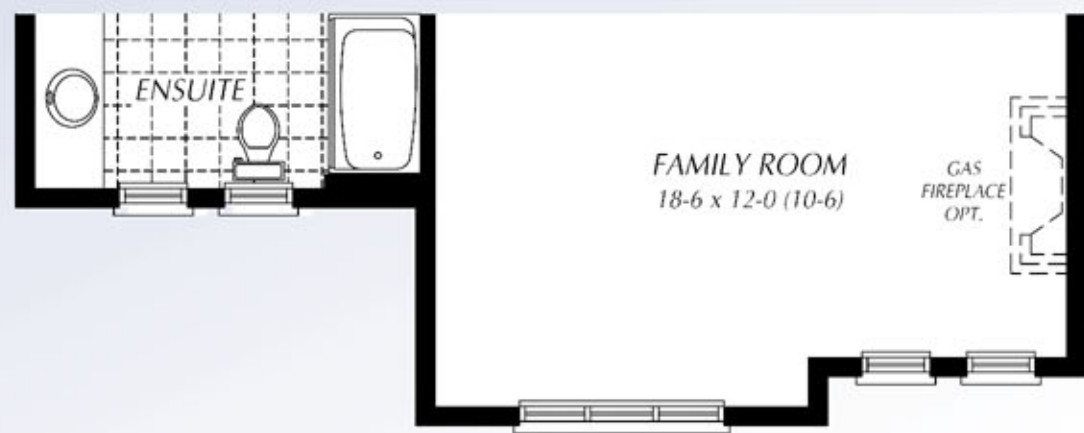 ENSUITE
FAMILY ROOM
18-6 x 12-0 (10-6)
GAS
FIREPLACE
OPT.